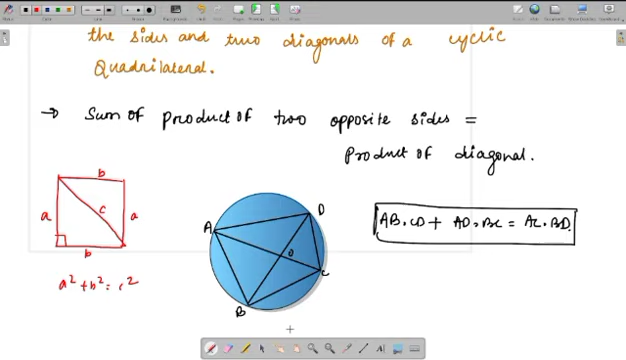 the sides and two diagonals of a cyclic
Quadrilateral.
→ Sum of product of two opposite sides =
product of diagonal.
b
a
c
a
b
a² + b² = c²
A
D
O
C
B
AB.CD + AD.BC = AC.BD.